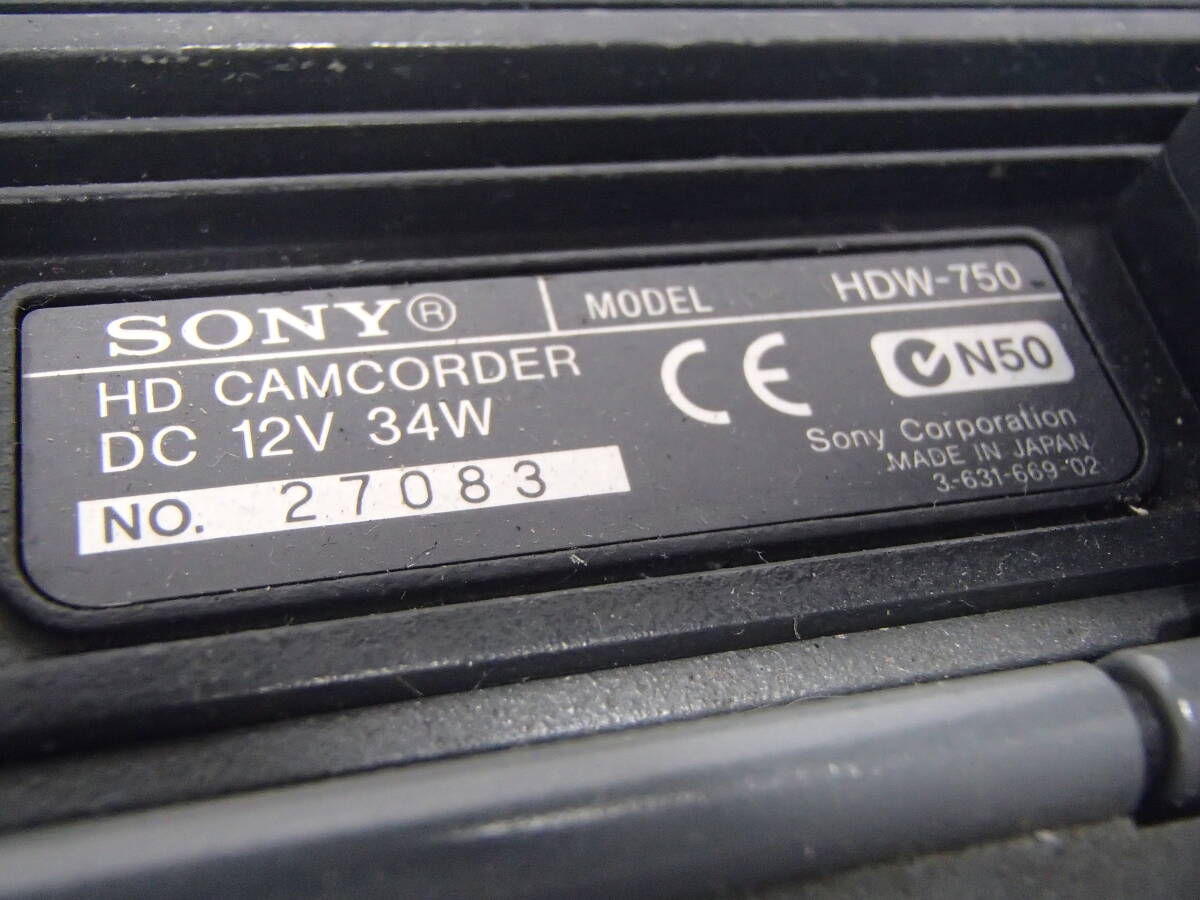 SONY® MODEL HDW-750
HD CAMCORDER
DC 12V 34W
NO. 27083
CE
N50
Sony Corporation
MADE IN JAPAN
3-631-669-'02